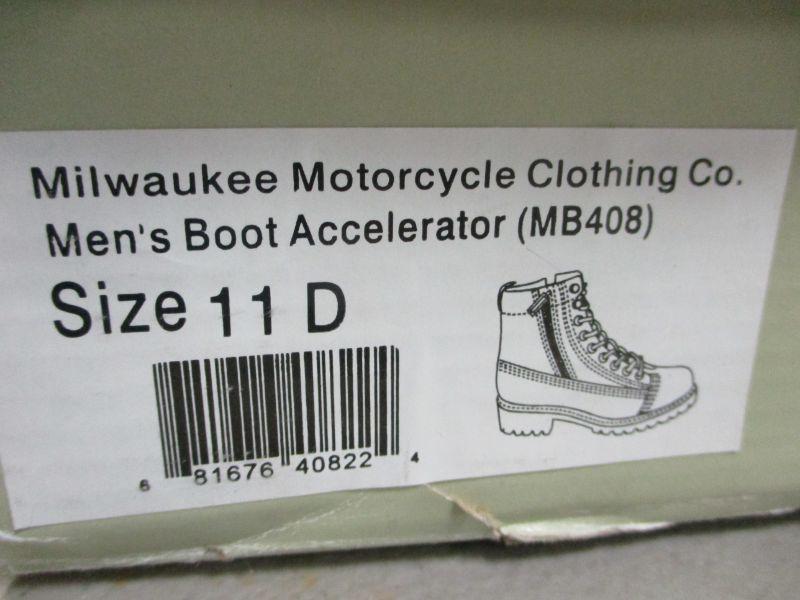 Milwaukee Motorcycle Clothing Co.
Men's Boot Accelerator (MB408)
Size 11 D
6 81676 40822 4